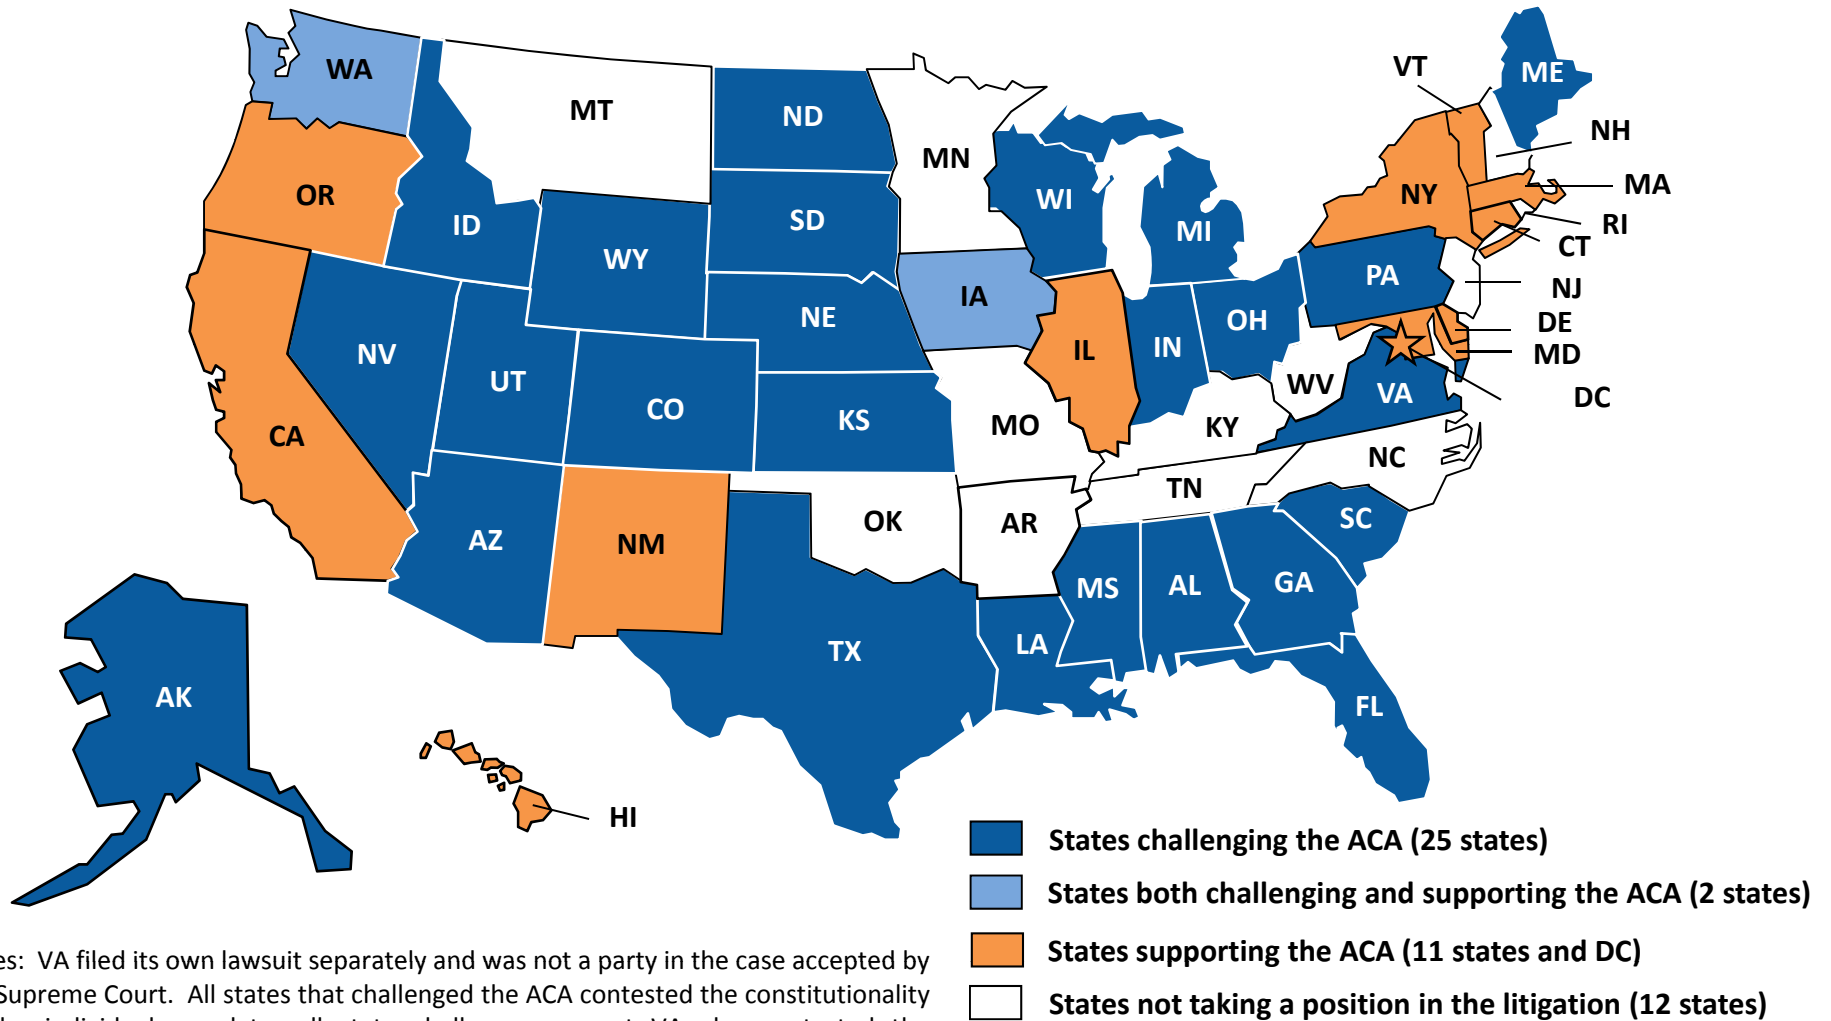 WA
MT
ND
MN
ME
VT
NH
OR
ID
SD
WI
MI
NY
MA
RI
CT
WY
IA
PA
NJ
NE
OH
DE
NV
UT
IL
IN
MD
WV
VA
DC
CO
KS
MO
KY
CA
NC
TN
AZ
NM
OK
AR
SC
MS
AL
GA
TX
LA
AK
FL
HI
States challenging the ACA (25 states)
States both challenging and supporting the ACA (2 states)
States supporting the ACA (11 states and DC)
States not taking a position in the litigation (12 states)
es: VA filed its own lawsuit separately and was not a party in the case accepted by
Supreme Court. All states that challenged the ACA contested the constitutionality